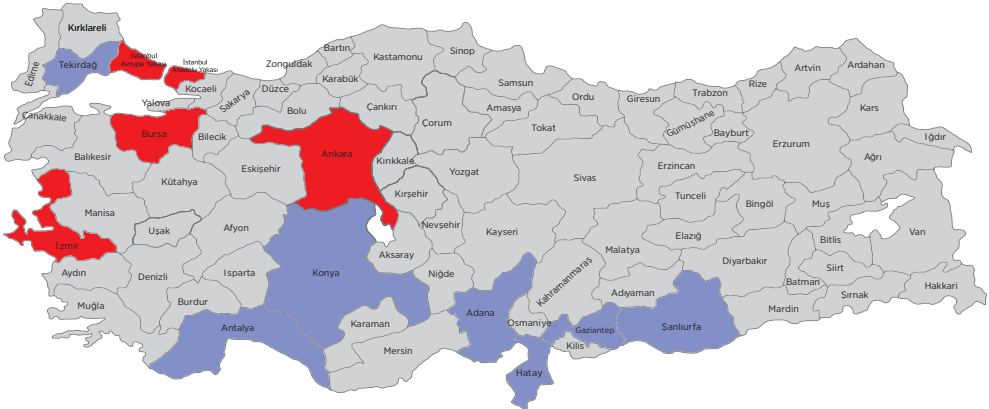 Kırklareli
Edirne
Tekirdağ
İstanbul
Avrupa Yakası
İstanbul
Anadolu Yakası
Kocaeli
Yalova
Sakarya
Düzce
Zonguldak
Bartın
Karabük
Kastamonu
Sinop
Çanakkale
Bursa
Bilecik
Bolu
Çankırı
Çorum
Samsun
Amasya
Ordu
Tokat
Giresun
Gümüşhane
Trabzon
Bayburt
Rize
Artvin
Ardahan
Kars
Iğdır
Balıkesir
Kütahya
Eskişehir
Ankara
Kırıkkale
Kırşehir
Yozgat
Sivas
Erzincan
Erzurum
Ağrı
Manisa
Uşak
Afyon
İzmir
Nevşehir
Kayseri
Aksaray
Tunceli
Bingöl
Muş
Elazığ
Malatya
Bitlis
Van
Aydın
Denizli
Isparta
Konya
Niğde
Kahramanmaraş
Adıyaman
Diyarbakır
Batman
Siirt
Şırnak
Hakkari
Muğla
Burdur
Antalya
Karaman
Mersin
Adana
Osmaniye
Gaziantep
Kilis
Hatay
Şanlıurfa
Mardin